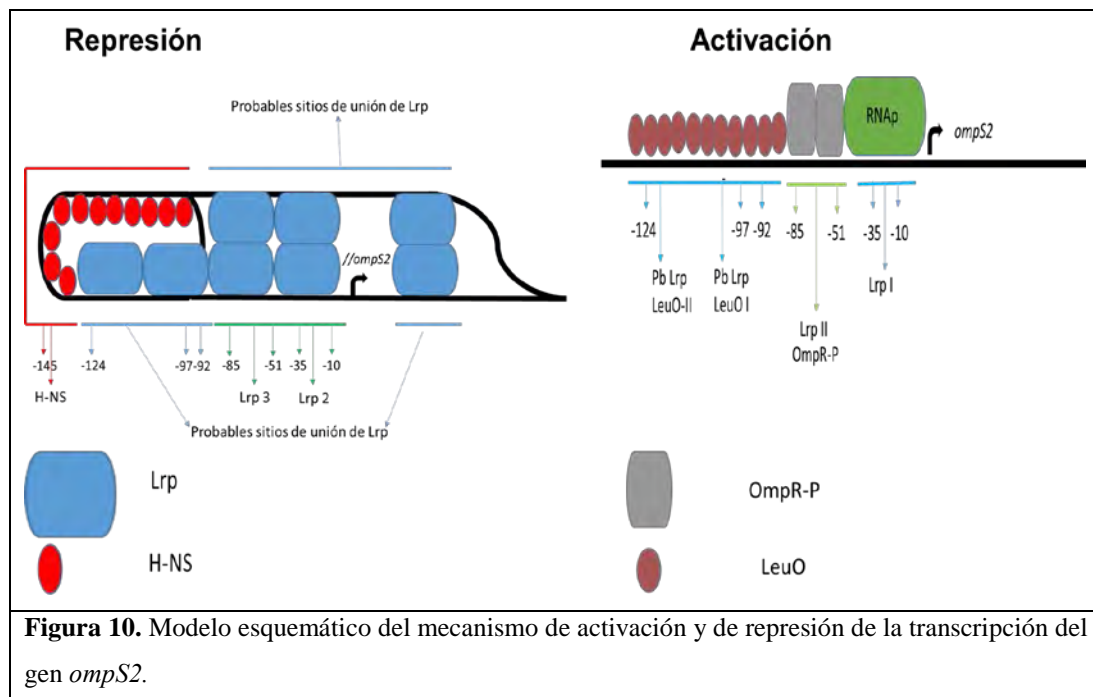 Represión
Probables sitios de unión de Lrp
//ompS2
-145
-124
-97
-92
-85
-51
-35
-10
H-NS
Lrp 3
Lrp 2
Probables sitios de unión de Lrp
Lrp
H-NS
Activación
RNAp
ompS2
-124
-97
-92
-85
-51
-35
-10
Pb Lrp
LeuO-II
Pb Lrp
LeuO I
Lrp I
Lrp II
OmpR-P
OmpR-P
LeuO
Figura 10. Modelo esquemático del mecanismo de activación y de represión de la transcripción del
gen ompS2.